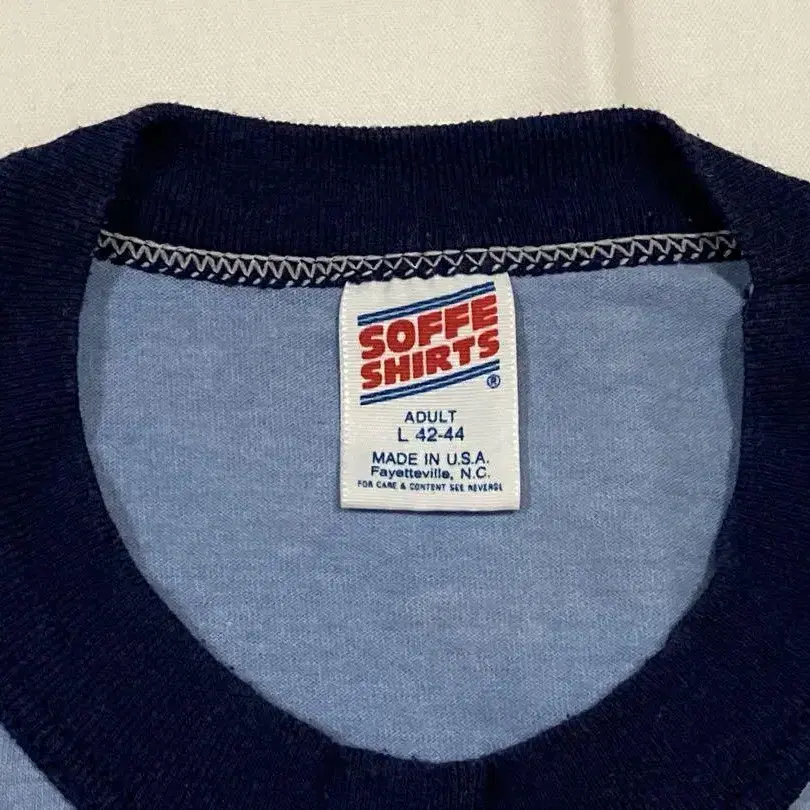 SOFFE
SHIRTS
®
ADULT
L 42-44
MADE IN U.S.A.
Fayetteville, N.C.
FOR CARE & CONTENT SEE REVERSE